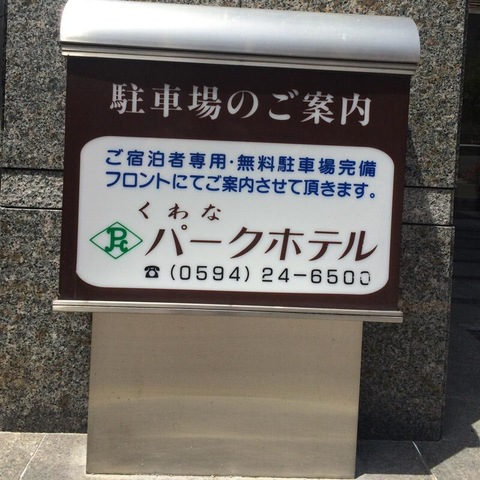 駐車場のご案内
ご宿泊者専用・無料駐車場完備
フロントにてご案内させて頂きます。
くわな
パークホテル
☎(0594)24-6500